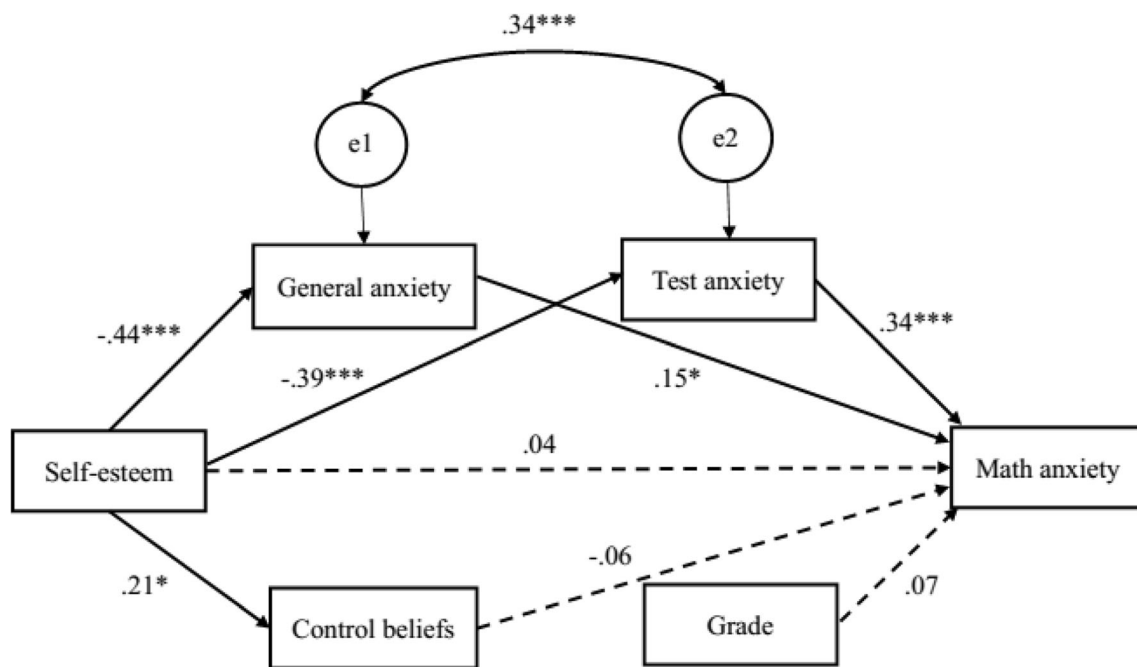 .34***
e1
e2
General anxiety
Test anxiety
-.44***
-.39***
.15*
.34***
Self-esteem
.04
Math anxiety
.21*
-.06
.07
Control beliefs
Grade